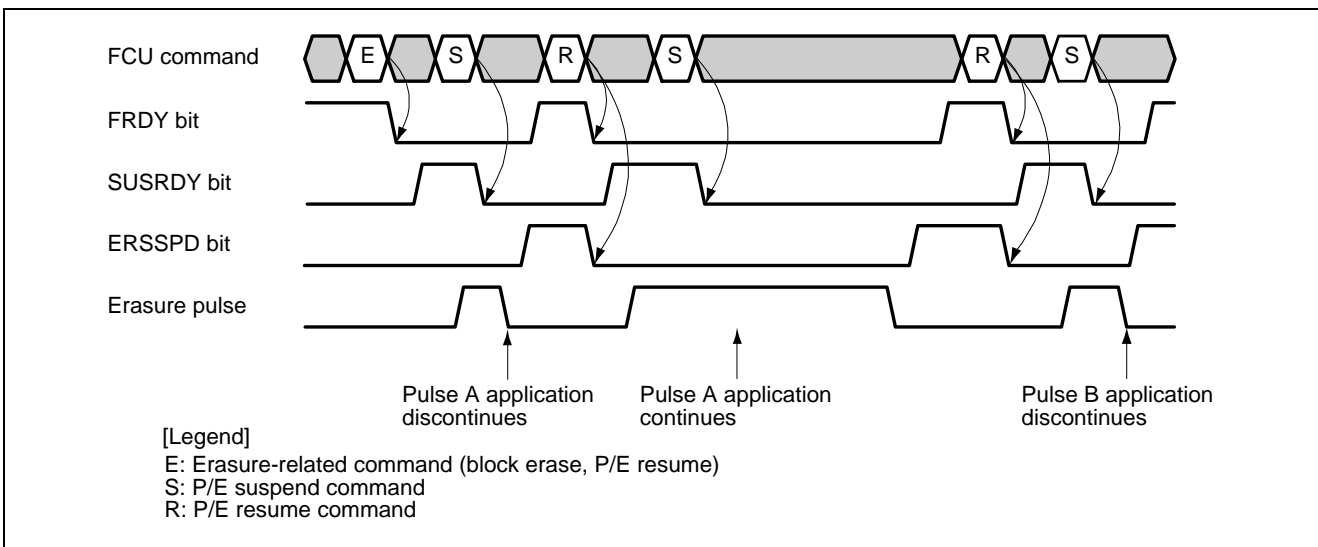 FCU command
E S R S R S
FRDY bit
SUSRDY bit
ERSSPD bit
Erasure pulse
Pulse A application
discontinues
Pulse A application
continues
Pulse B application
discontinues
[Legend]
E: Erasure-related command (block erase, P/E resume)
S: P/E suspend command
R: P/E resume command